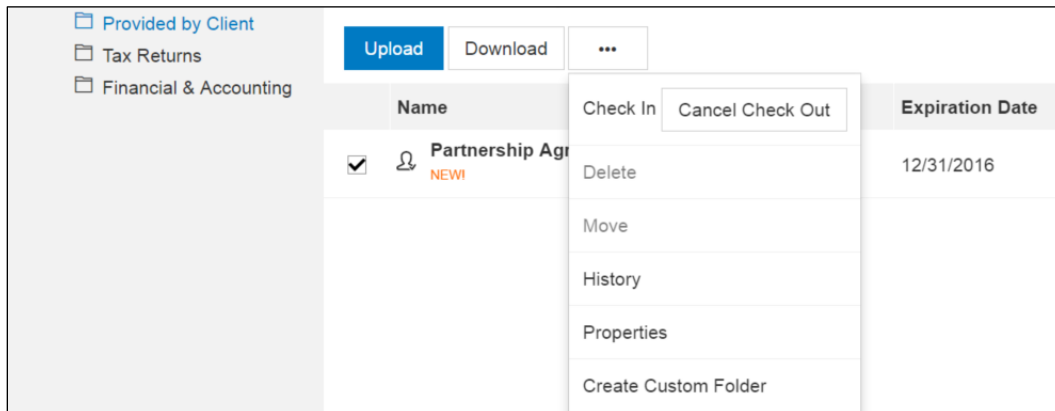 Provided by Client
Tax Returns
Financial & Accounting
Upload Download •••
Name Check In Cancel Check Out Expiration Date
Partnership Agr
NEW!
12/31/2016
Delete
Move
History
Properties
Create Custom Folder